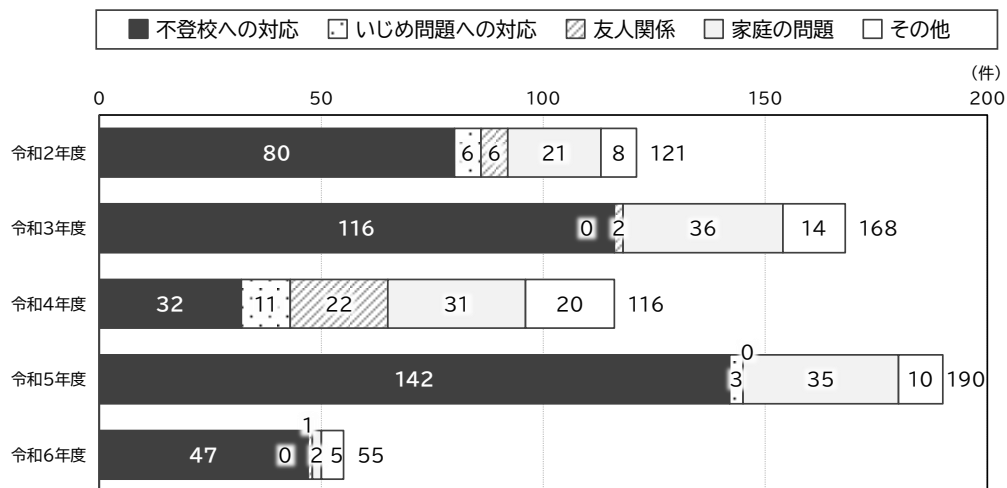 不登校への対応 いじめ問題への対応 友人関係 家庭の問題 その他
(件)
0 50 100 150 200
令和2年度 80 6 6 21 8 121
令和3年度 116 0 2 36 14 168
令和4年度 32 11 22 31 20 116
0
令和5年度 142 3 35 10 190
1
令和6年度 47 0 2 5 55